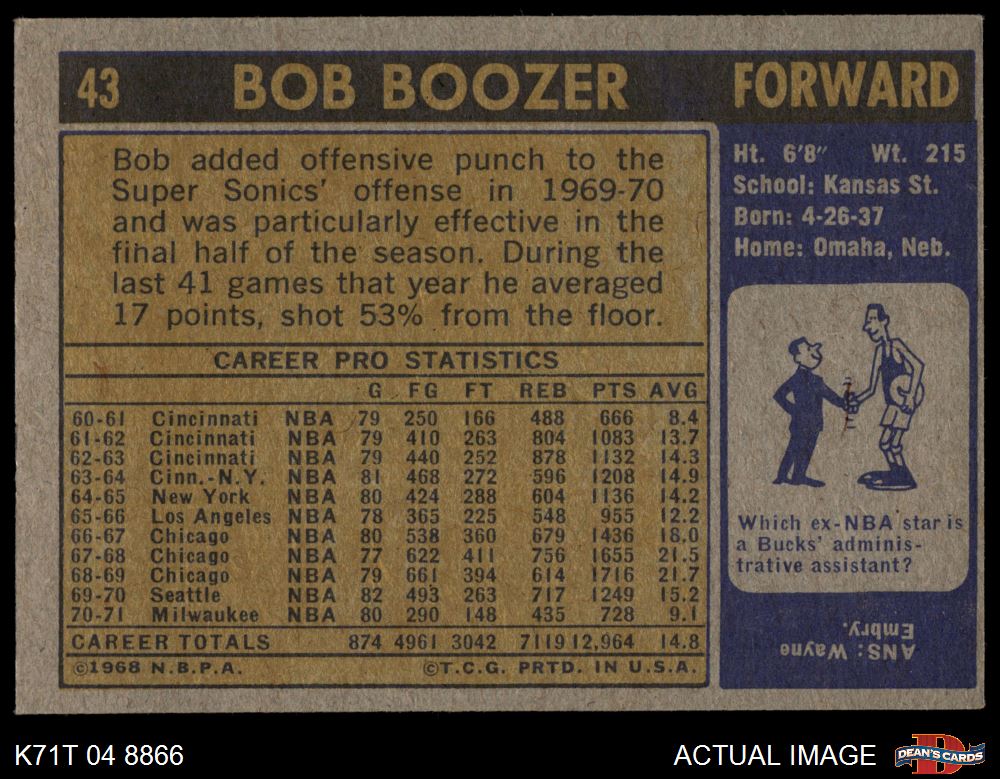 43 BOB BOOZER FORWARD
Bob added offensive punch to the
Super Sonics' offense in 1969-70
and was particularly effective in the
final half of the season. During the
last 41 games that year he averaged
17 points, shot 53% from the floor.
CAREER PRO STATISTICS
G FG FT REB PTS AVG
60-61 Cincinnati NBA 79 250 166 488 666 8.4
61-62 Cincinnati NBA 79 410 263 804 1083 13.7
62-63 Cincinnati NBA 79 440 252 878 1132 14.3
63-64 Cinn.-N.Y. NBA 81 468 272 596 1208 14.9
64-65 New York NBA 80 424 288 604 1136 14.2
65-66 Los Angeles NBA 78 365 225 548 955 12.2
66-67 Chicago NBA 80 538 360 679 1436 18.0
67-68 Chicago NBA 77 622 411 756 1655 21.5
68-69 Chicago NBA 79 661 394 614 1716 21.7
69-70 Seattle NBA 82 493 263 717 1249 15.2
70-71 Milwaukee NBA 80 290 148 435 728 9.1
CAREER TOTALS 874 4961 3042 7119 12,964 14.8
©1968 N.B.P.A. ©T.C.G. PRTD. IN U.S.A.
Ht. 6'8" Wt. 215
School: Kansas St.
Born: 4-26-37
Home: Omaha, Neb.
Which ex-NBA star is
a Bucks' adminis-
trative assistant?
ANS: Wayne
Embry.
K71T 04 8866 ACTUAL IMAGE DEAN'S CARDS